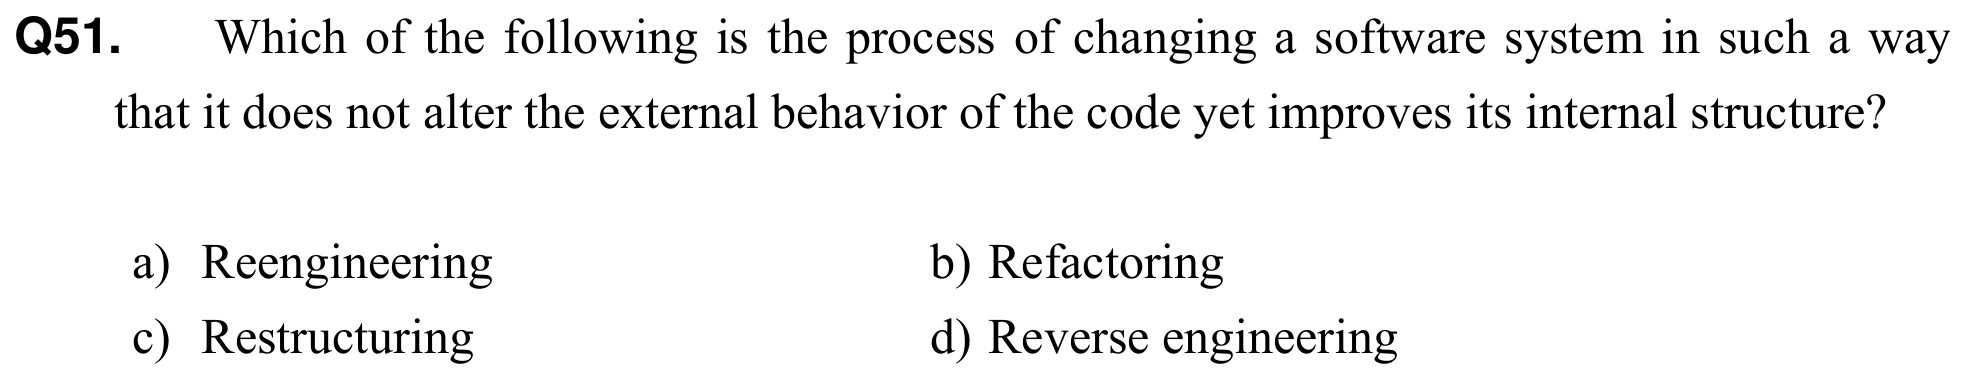 Q51. Which of the following is the process of changing a software system in such a way
that it does not alter the external behavior of the code yet improves its internal structure?
a) Reengineering b) Refactoring
c) Restructuring d) Reverse engineering